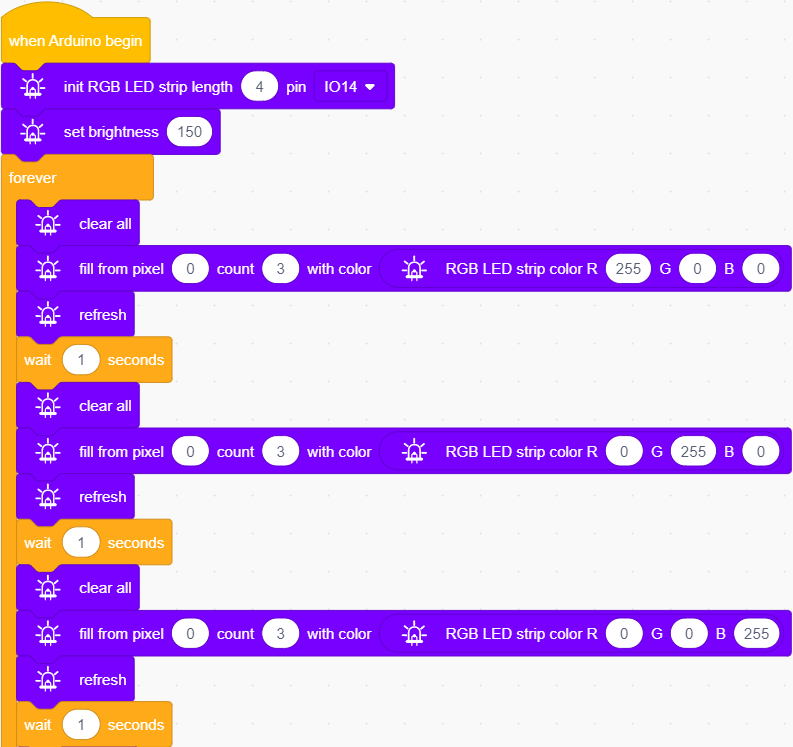 when Arduino begin
init RGB LED strip length 4 pin IO14
set brightness 150
forever
clear all
fill from pixel 0 count 3 with color RGB LED strip color R 255 G 0 B 0
refresh
wait 1 seconds
clear all
fill from pixel 0 count 3 with color RGB LED strip color R 0 G 255 B 0
refresh
wait 1 seconds
clear all
fill from pixel 0 count 3 with color RGB LED strip color R 0 G 0 B 255
refresh
wait 1 seconds